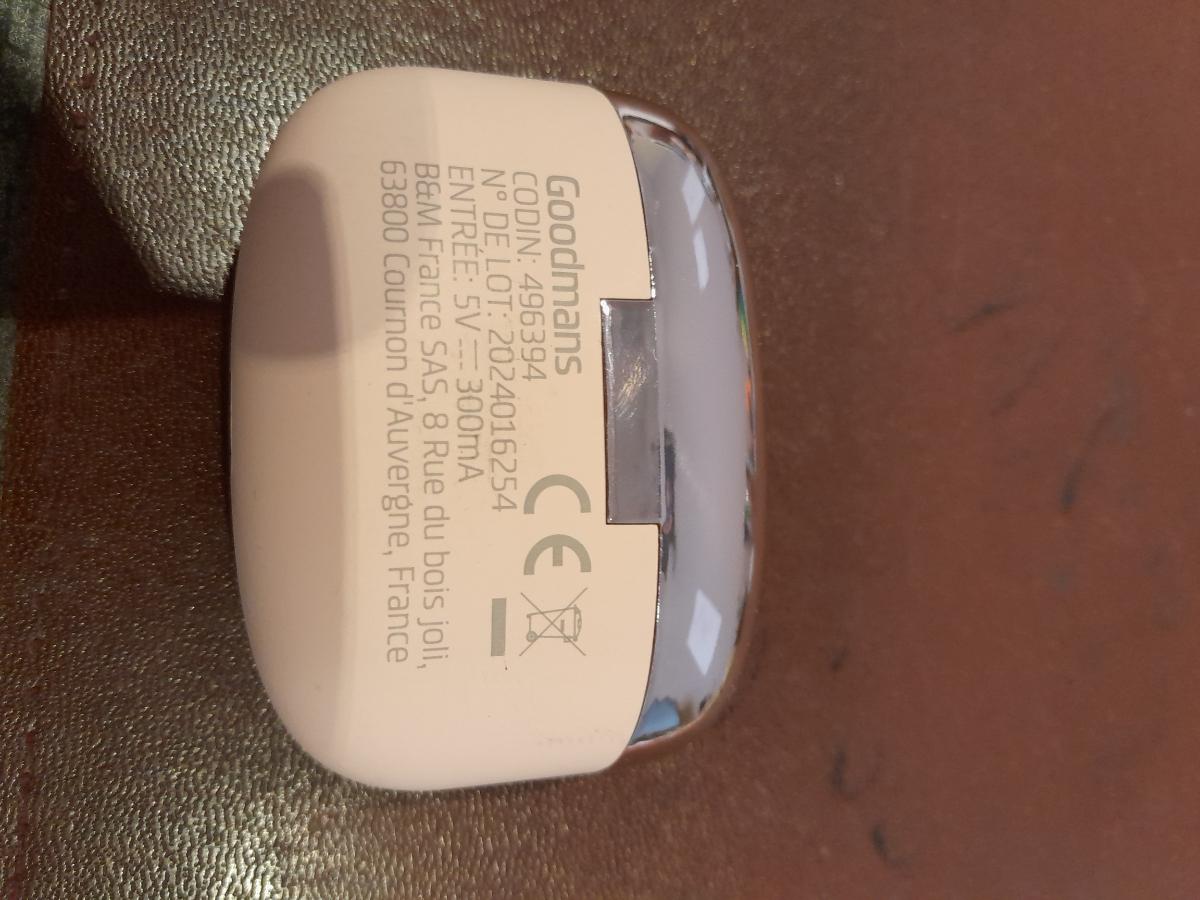 Goodmans
CODIN: 496394
N° DE LOT: 2024016254
ENTRÉE: 5V ⎓ 300mA
B&M France SAS, 8 Rue du bois joli,
63800 Cournon d'Auvergne, France
CE